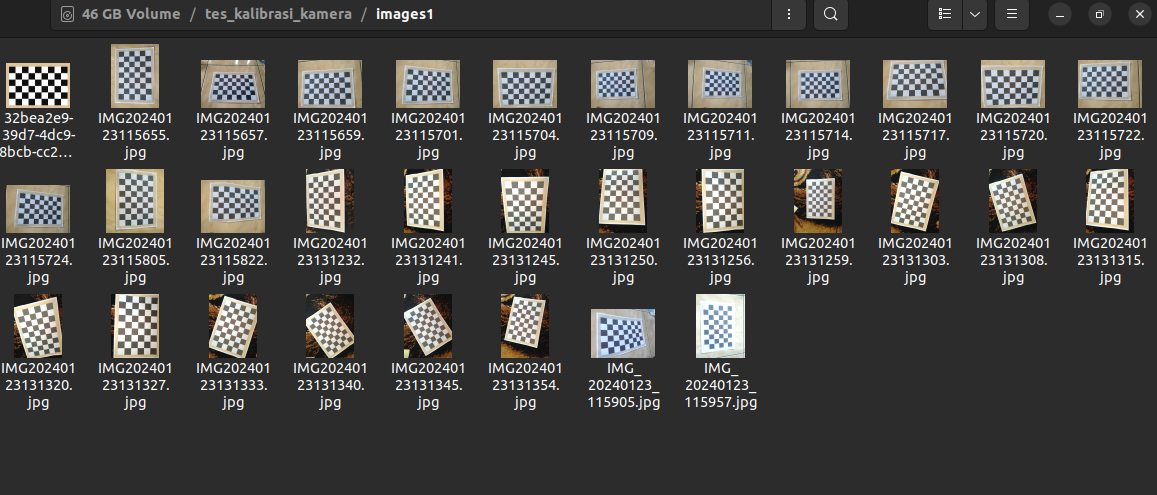 46 GB Volume / tes_kalibrasi_kamera / images1
32bea2e9-
39d7-4dc9-
8bcb-cc2...
IMG202401
23115655.
jpg
IMG202401
23115657.
jpg
IMG202401
23115659.
jpg
IMG202401
23115701.
jpg
IMG202401
23115704.
jpg
IMG202401
23115709.
jpg
IMG202401
23115711.
jpg
IMG202401
23115714.
jpg
IMG202401
23115717.
jpg
IMG202401
23115720.
jpg
IMG202401
23115722.
jpg
IMG202401
23115724.
jpg
IMG202401
23115805.
jpg
IMG202401
23115822.
jpg
IMG202401
23131232.
jpg
IMG202401
23131241.
jpg
IMG202401
23131245.
jpg
IMG202401
23131250.
jpg
IMG202401
23131256.
jpg
IMG202401
23131259.
jpg
IMG202401
23131303.
jpg
IMG202401
23131308.
jpg
IMG202401
23131315.
jpg
IMG202401
23131320.
jpg
IMG202401
23131327.
jpg
IMG202401
23131333.
jpg
IMG202401
23131340.
jpg
IMG202401
23131345.
jpg
IMG202401
23131354.
jpg
IMG_
20240123_
115905.jpg
IMG_
20240123_
115957.jpg